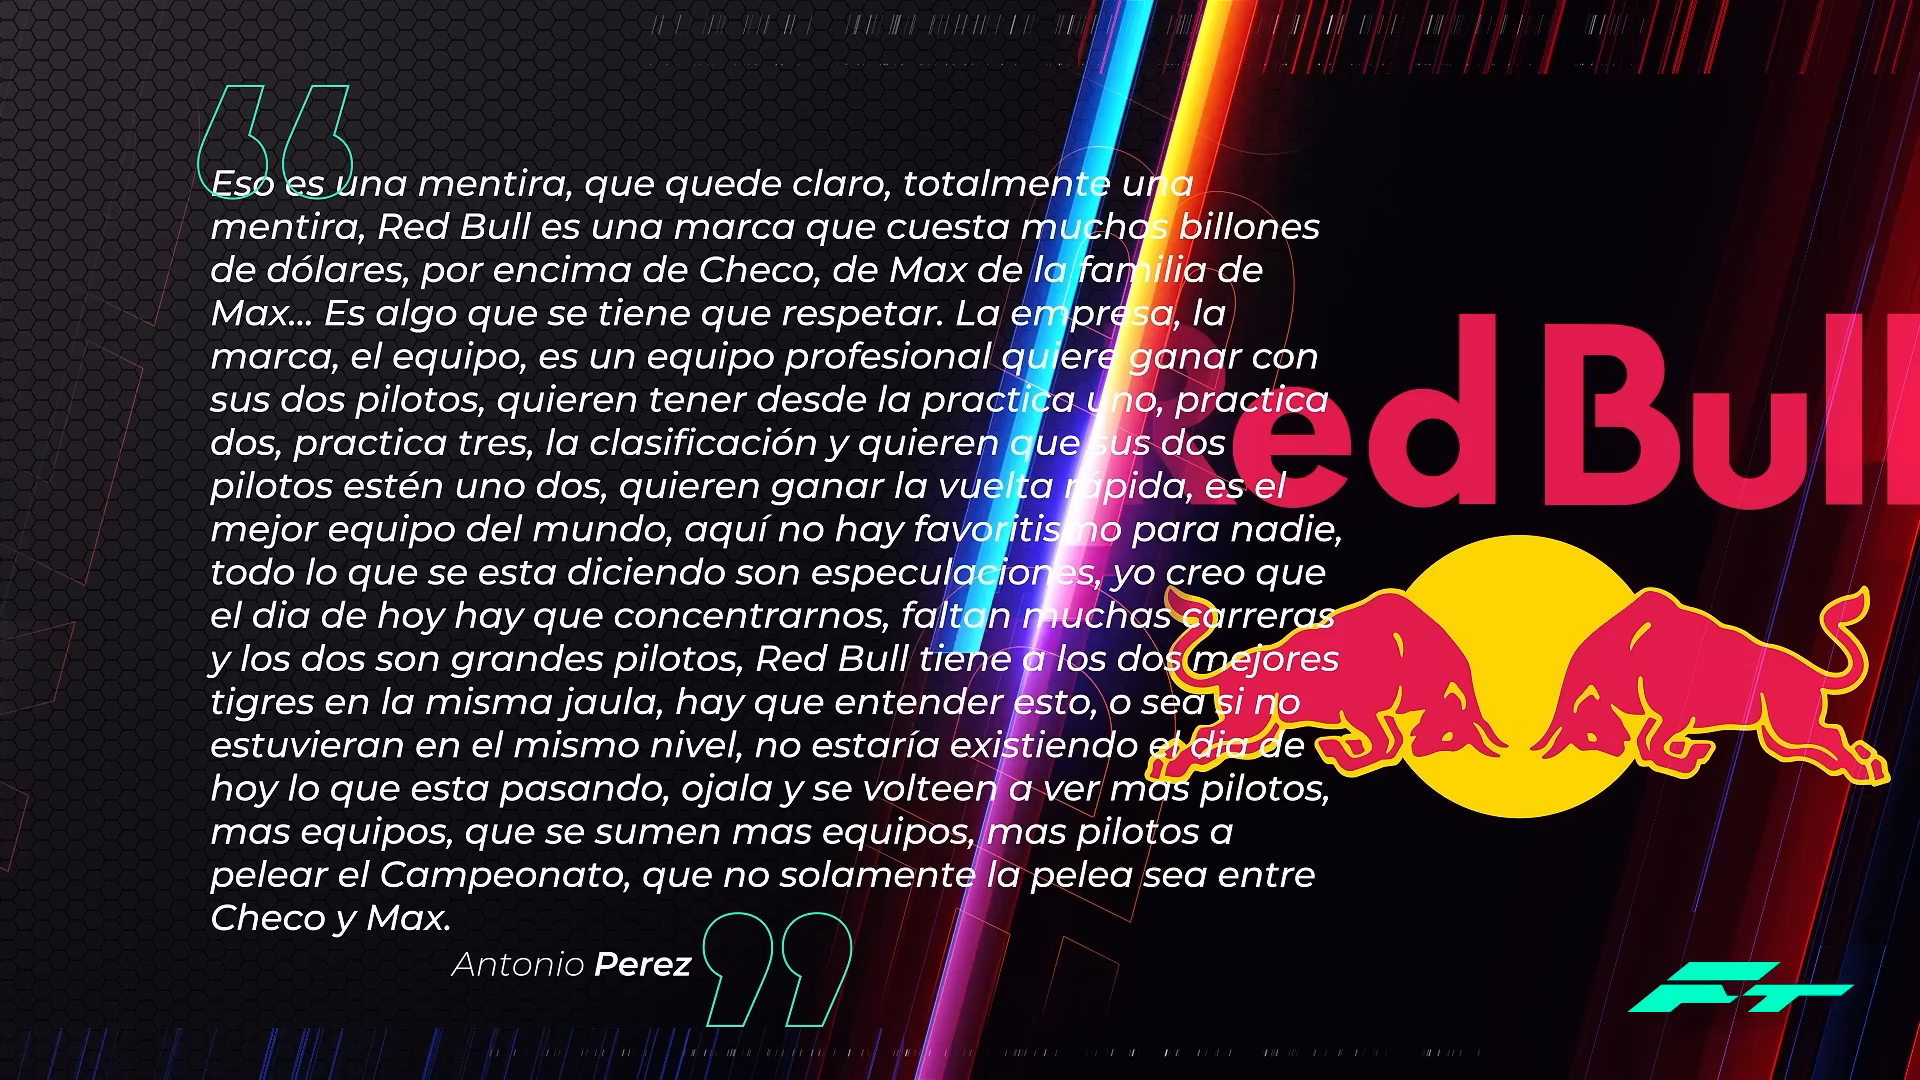 Eso es una mentira, que quede claro, totalmente una
mentira, Red Bull es una marca que cuesta muchos billones
de dólares, por encima de Checo, de Max de la familia de
Max... Es algo que se tiene que respetar. La empresa, la
marca, el equipo, es un equipo profesional quiere ganar con
sus dos pilotos, quieren tener desde la practica uno, practica
dos, practica tres, la clasificación y quieren que sus dos
pilotos estén uno dos, quieren ganar la vuelta rápida, es el
mejor equipo del mundo, aquí no hay favoritismo para nadie,
todo lo que se esta diciendo son especulaciones, yo creo que
el dia de hoy hay que concentrarnos, faltan muchas carreras
y los dos son grandes pilotos, Red Bull tiene a los dos mejores
tigres en la misma jaula, hay que entender esto, o sea si no
estuvieran en el mismo nivel, no estaría existiendo el dia de
hoy lo que esta pasando, ojala y se volteen a ver mas pilotos,
mas equipos, que se sumen mas equipos, mas pilotos a
pelear el Campeonato, que no solamente la pelea sea entre
Checo y Max.
Antonio Perez
Red Bull
FT